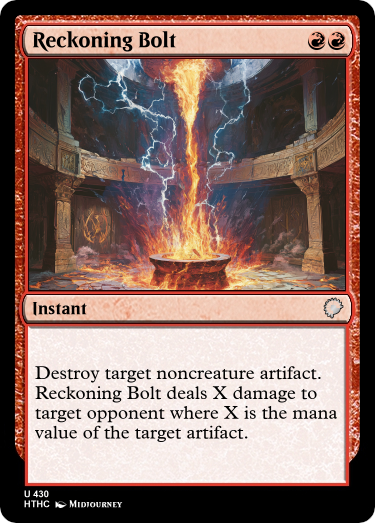 Reckoning Bolt
Instant
Destroy target noncreature artifact.
Reckoning Bolt deals X damage to
target opponent where X is the mana
value of the target artifact.
U 430
HTHC Midjourney